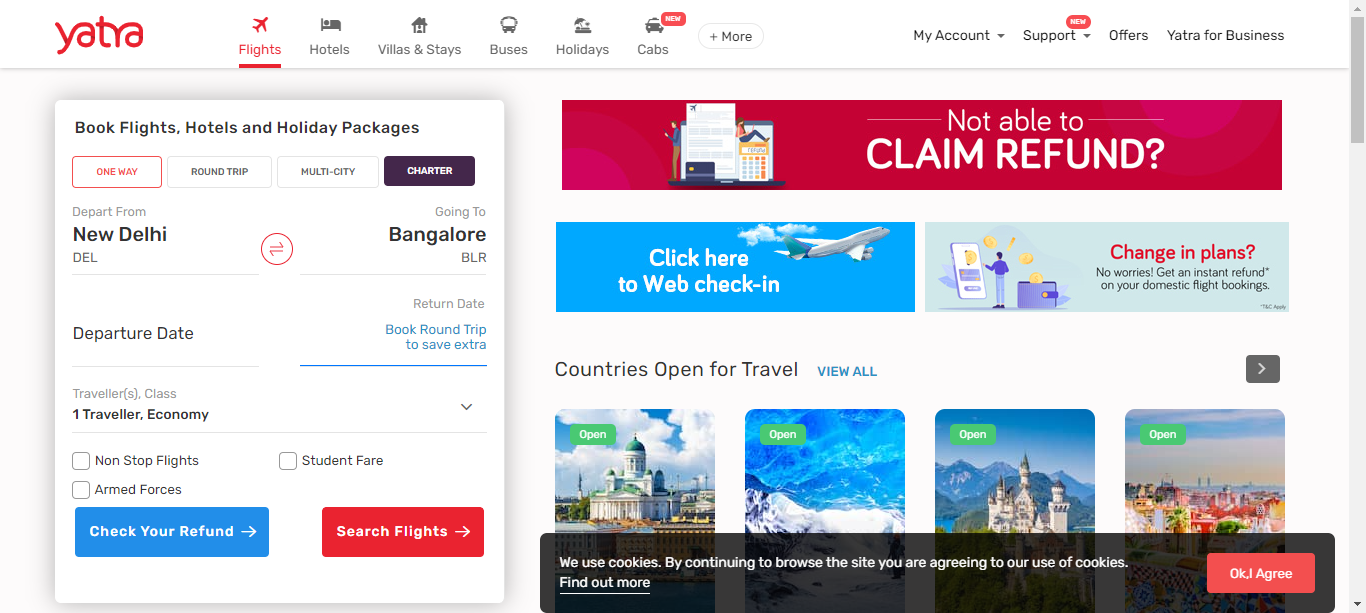 yatra
Flights
Hotels
Villas & Stays
Buses
Holidays
NEW
Cabs
+ More
My Account
NEW
Support
Offers
Yatra for Business
Book Flights, Hotels and Holiday Packages
ONE WAY
ROUND TRIP
MULTI-CITY
CHARTER
Depart From
New Delhi
DEL
Going To
Bangalore
BLR
Departure Date
Return Date
Book Round Trip
to save extra
Traveller(s), Class
1 Traveller, Economy
Non Stop Flights
Student Fare
Armed Forces
Check Your Refund
Search Flights
Not able to
CLAIM REFUND?
Click here
to Web check-in
Change in plans?
No worries! Get an instant refund*
on your domestic flight bookings.
*T&C Apply
Countries Open for Travel
VIEW ALL
Open
Open
Open
Open
We use cookies. By continuing to browse the site you are agreeing to our use of cookies.
Find out more
Ok,I Agree